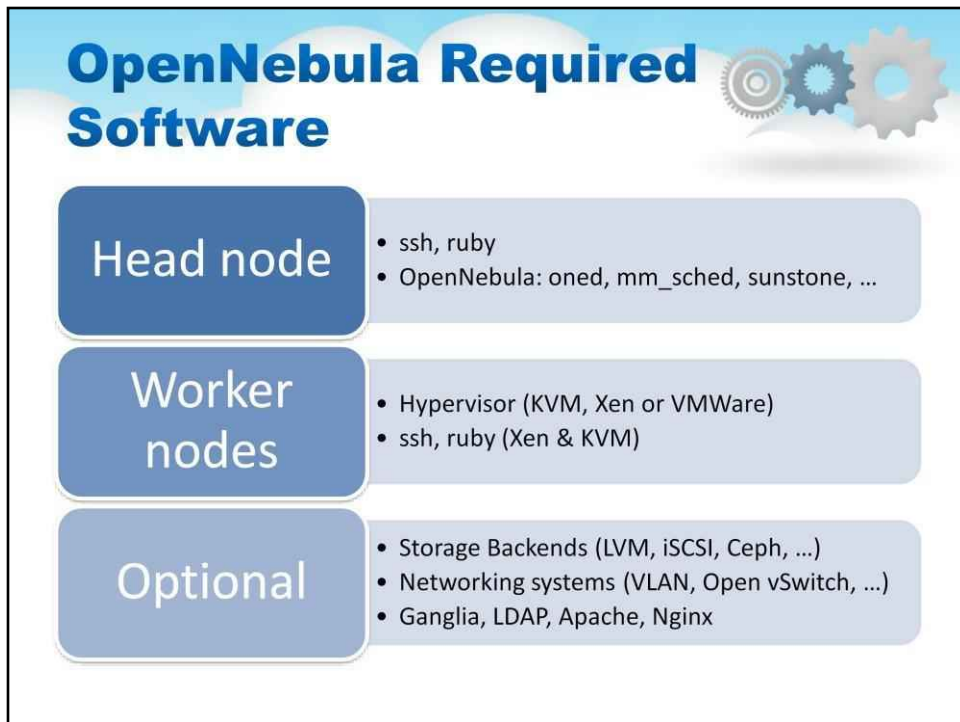 OpenNebula Required
Software
Head node
• ssh, ruby
• OpenNebula: oned, mm_sched, sunstone, ...
Worker
nodes
• Hypervisor (KVM, Xen or VMWare)
• ssh, ruby (Xen & KVM)
Optional
• Storage Backends (LVM, iSCSI, Ceph, ...)
• Networking systems (VLAN, Open vSwitch, ...)
• Ganglia, LDAP, Apache, Nginx